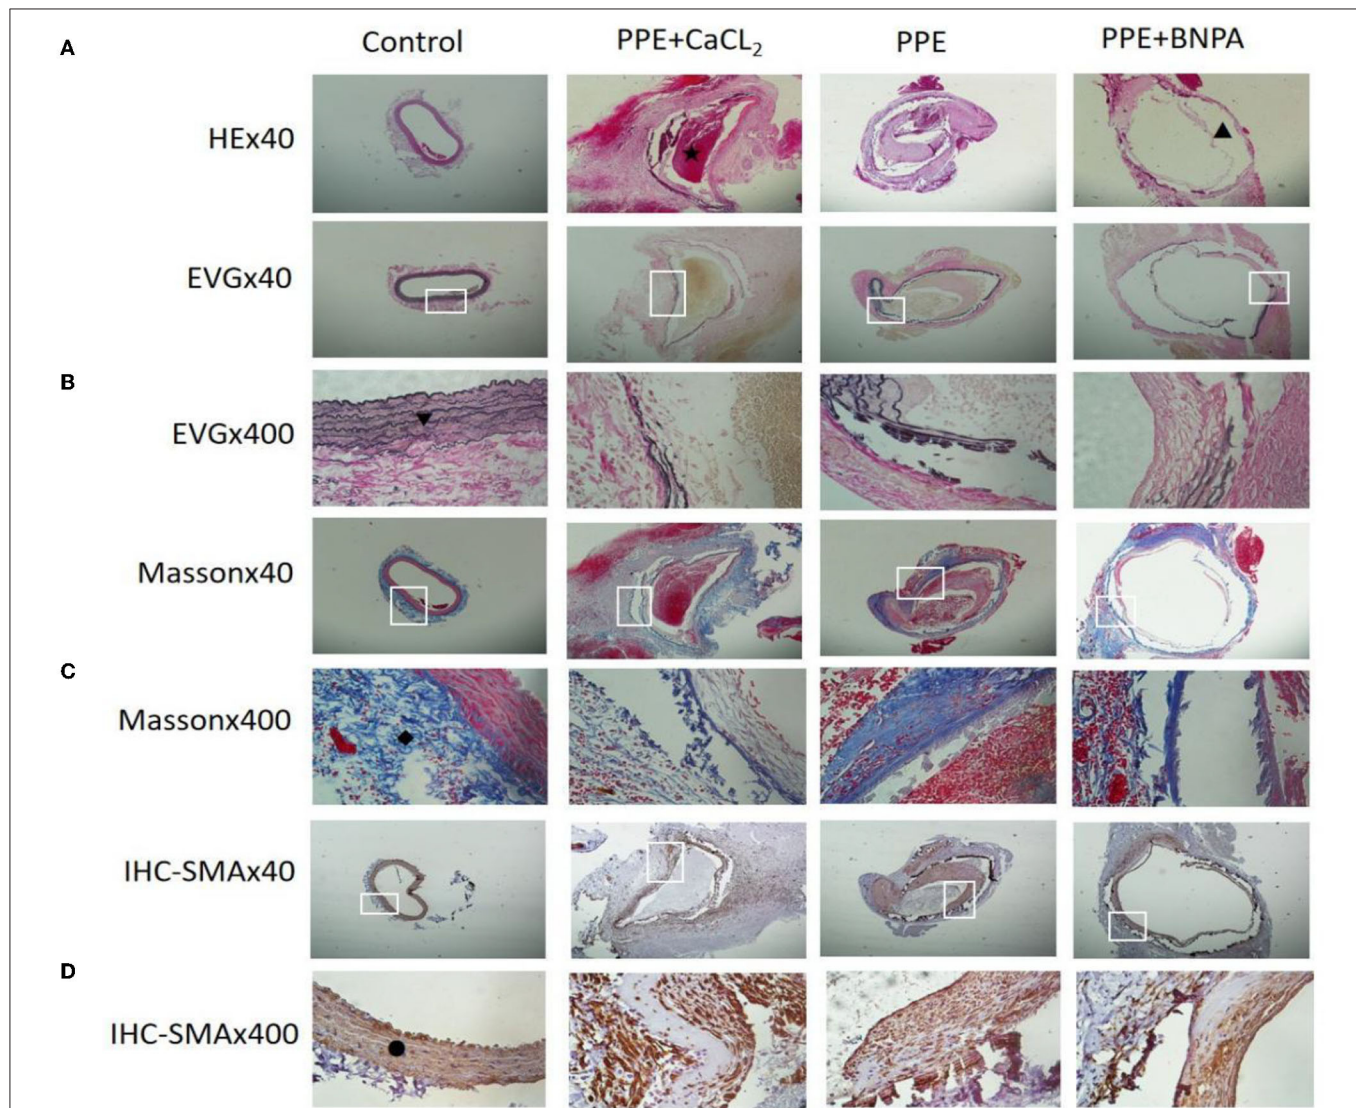 A
Control PPE+CaCL₂ PPE PPE+BNPA
HEx40
EVGx40
B
EVGx400
Massonx40
C
Massonx400
IHC-SMAx40
D
IHC-SMAx400